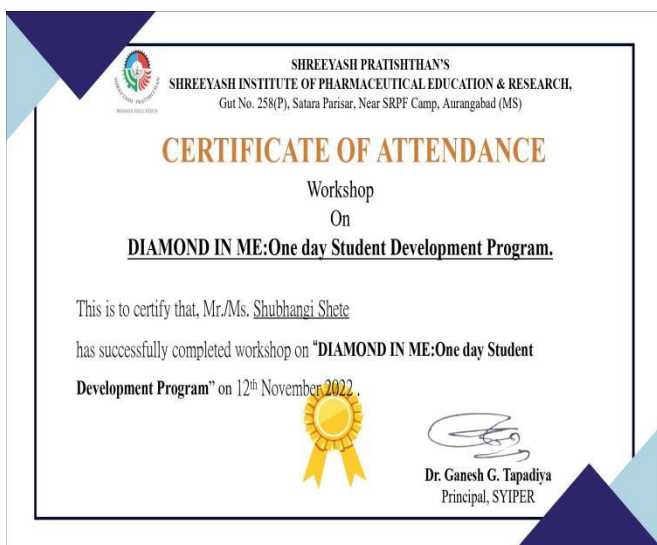 SHREEYASH PRATISHTHAN'S
SHREEYASH INSTITUTE OF PHARMACEUTICAL EDUCATION & RESEARCH,
Gut No. 258(P), Satara Parisar, Near SRPF Camp, Aurangabad (MS)
CERTIFICATE OF ATTENDANCE
Workshop
On
DIAMOND IN ME:One day Student Development Program.
This is to certify that, Mr./Ms. Shubhangi Shete
has successfully completed workshop on "DIAMOND IN ME:One day Student
Development Program" on 12th November 2022 .
Dr. Ganesh G. Tapadiya
Principal, SYIPER